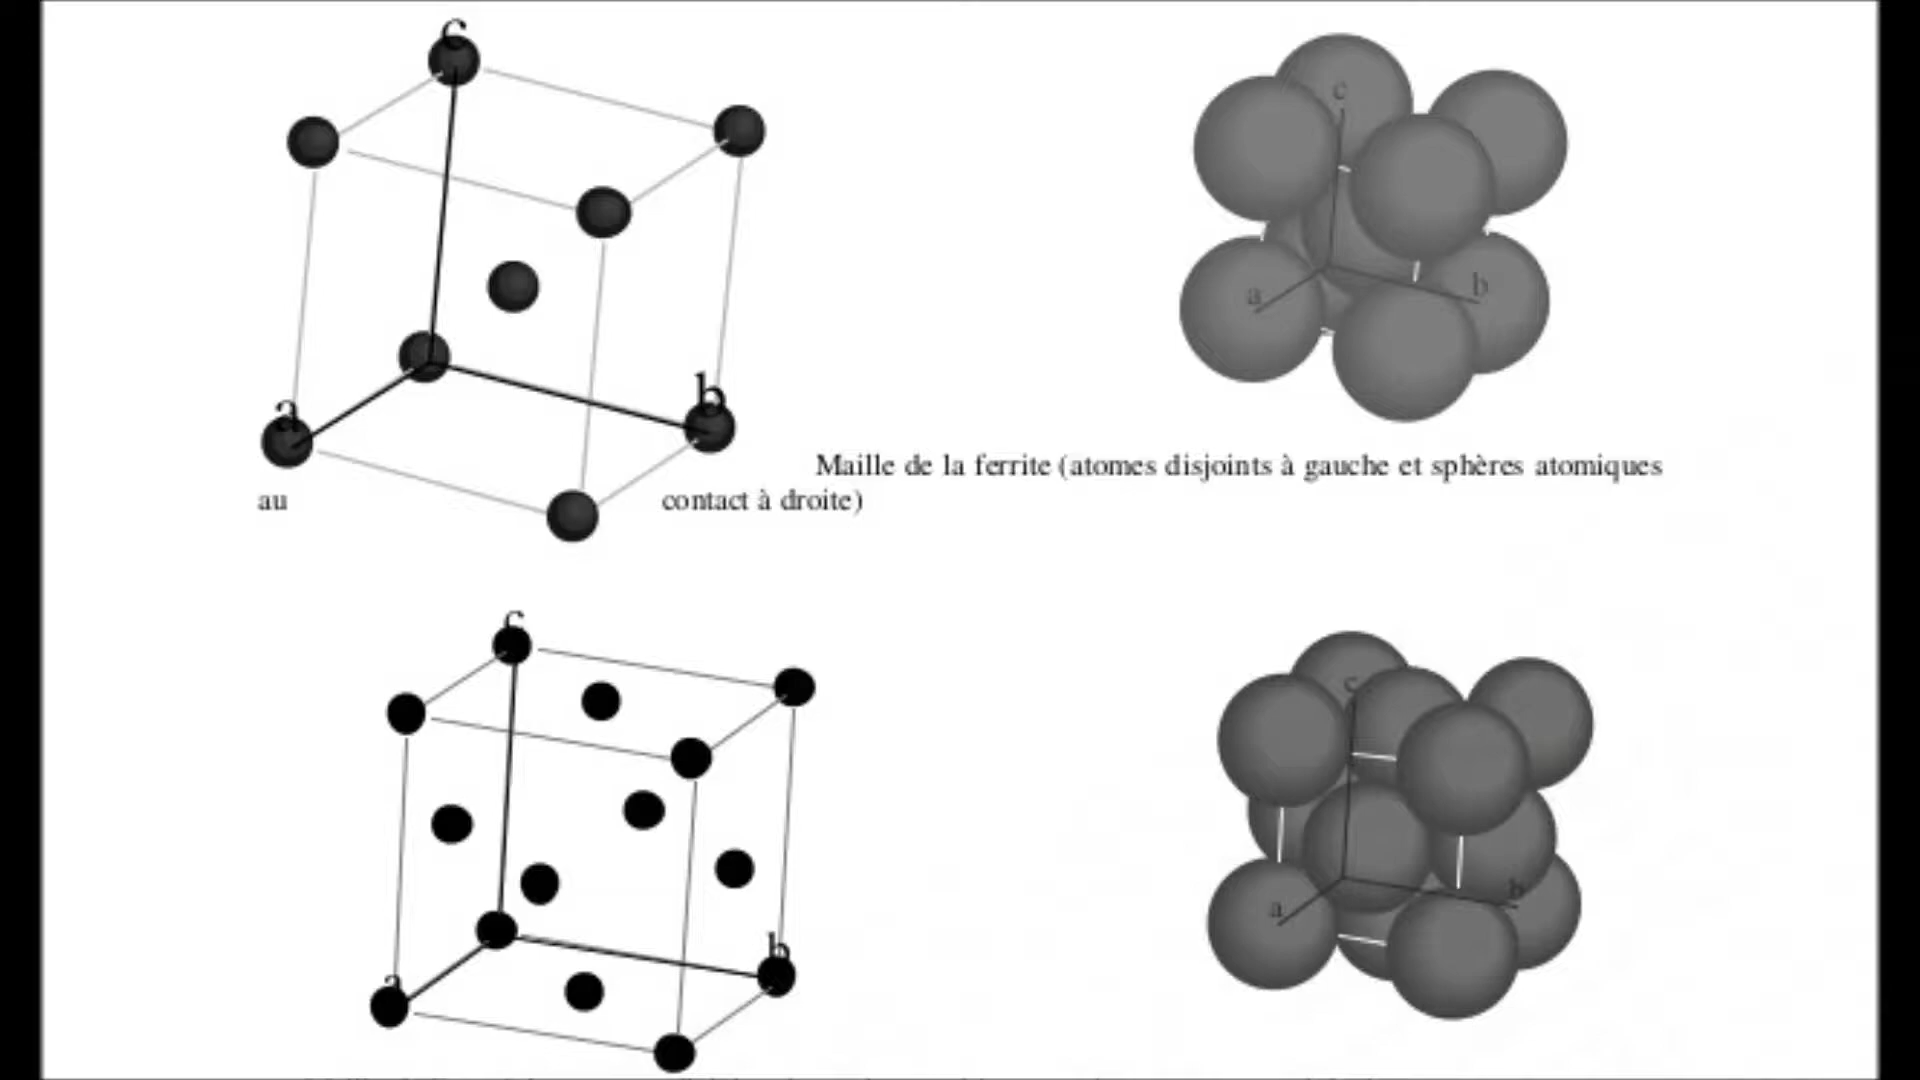 c
c
a
b
a
b
Maille de la ferrite (atomes disjoints à gauche et sphères atomiques
au contact à droite)
c
c
a
b
a
b